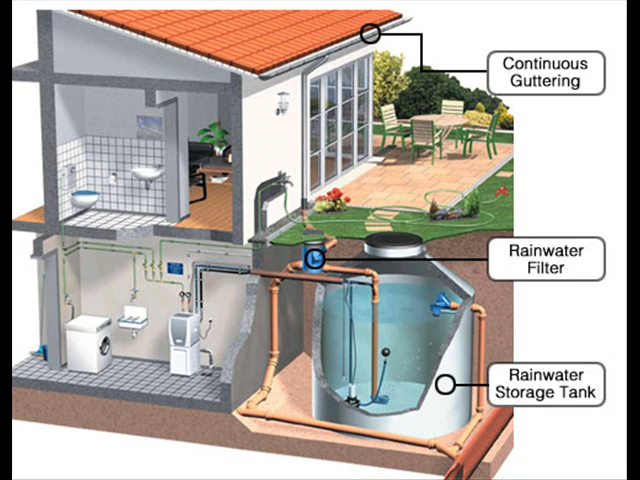 Continuous
Guttering
Rainwater
Filter
Rainwater
Storage Tank